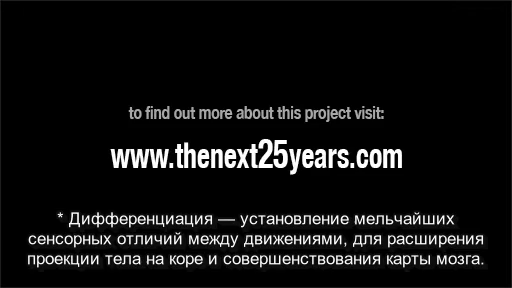 to find out more about this project visit:
www.thenext25years.com
* Дифференциация — установление мельчайших
сенсорных отличий между движениями, для расширения
проекции тела на коре и совершенствования карты мозга.